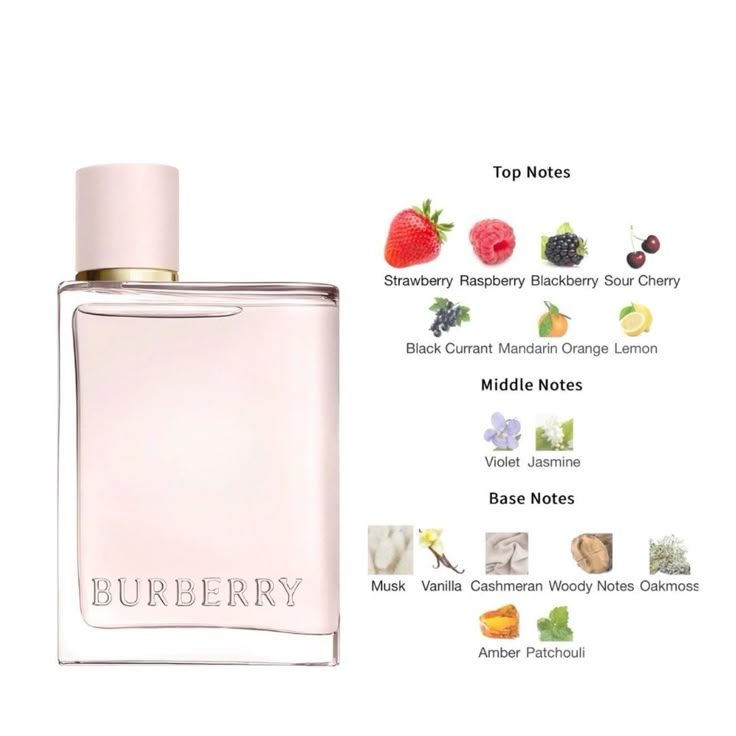 BURBERRY
Top Notes
Strawberry Raspberry Blackberry Sour Cherry
Black Currant Mandarin Orange Lemon
Middle Notes
Violet Jasmine
Base Notes
Musk Vanilla Cashmeran Woody Notes Oakmoss
Amber Patchouli